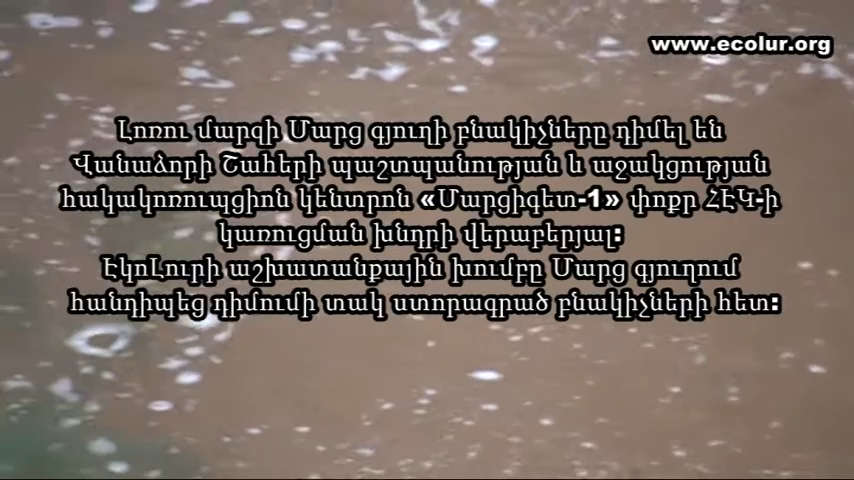 www.ecolur.org
Լոռու մարզի Մարց գյուղի բնակիչները դիմել են
Վանաձորի Շահերի պաշտպանության և աջակցության
հակակոռուպցիոն կենտրոն «Մարցիգետ-1» փոքր ՀԷԿ-ի
կառուցման խնդրի վերաբերյալ:
ԷկոԼուրի աշխատանքային խումբը Մարց գյուղում
հանդիպեց դիմումի տակ ստորագրած բնակիչների հետ: